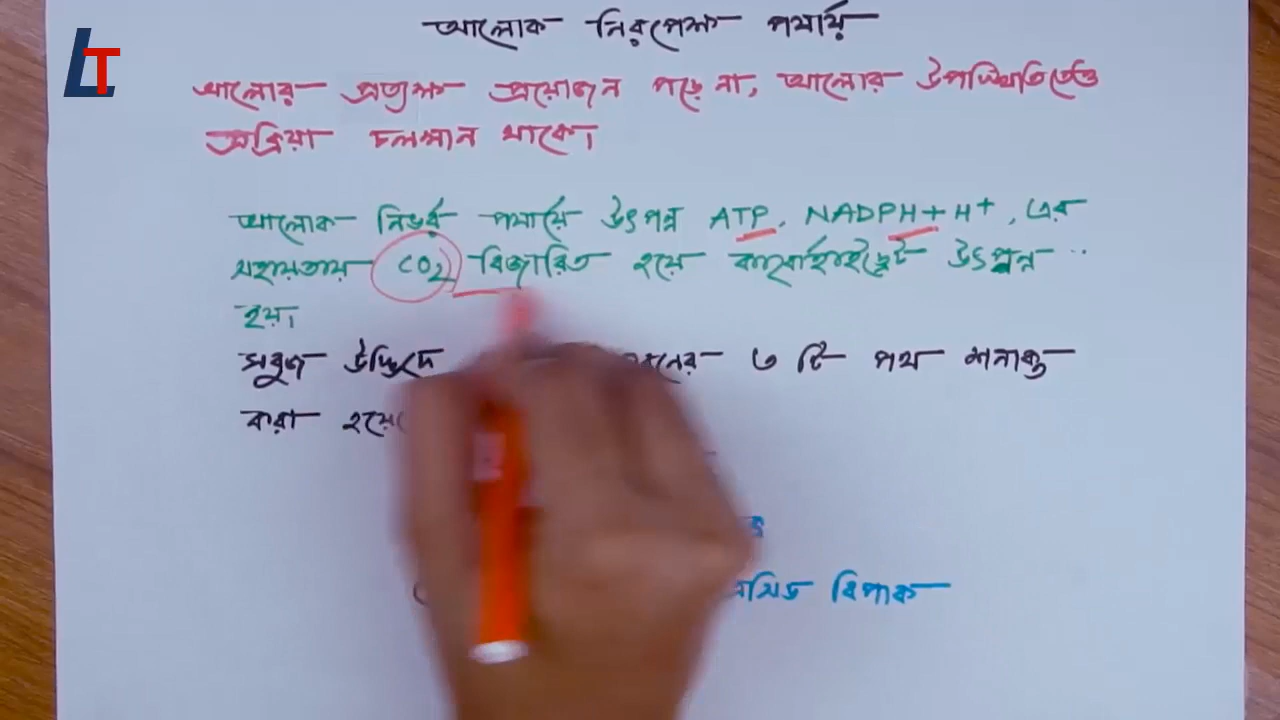 LT
আলোক নিরপেক্ষ পর্যায়
আলোর প্রত্যক্ষ প্রয়োজন পড়ে না, আলোর উপস্থিতিতেও
প্রক্রিয়া চলমান থাকে।
আলোক নির্ভর পর্যায়ে উৎপন্ন ATP, NADPH+H+, এর
সহায়তায় CO2 বিজারিত হয়ে কার্বোহাইড্রেট উৎপন্ন
হয়।
সবুজ উদ্ভিদে ৩ টি পথ শনাক্ত
করা
বিপাক